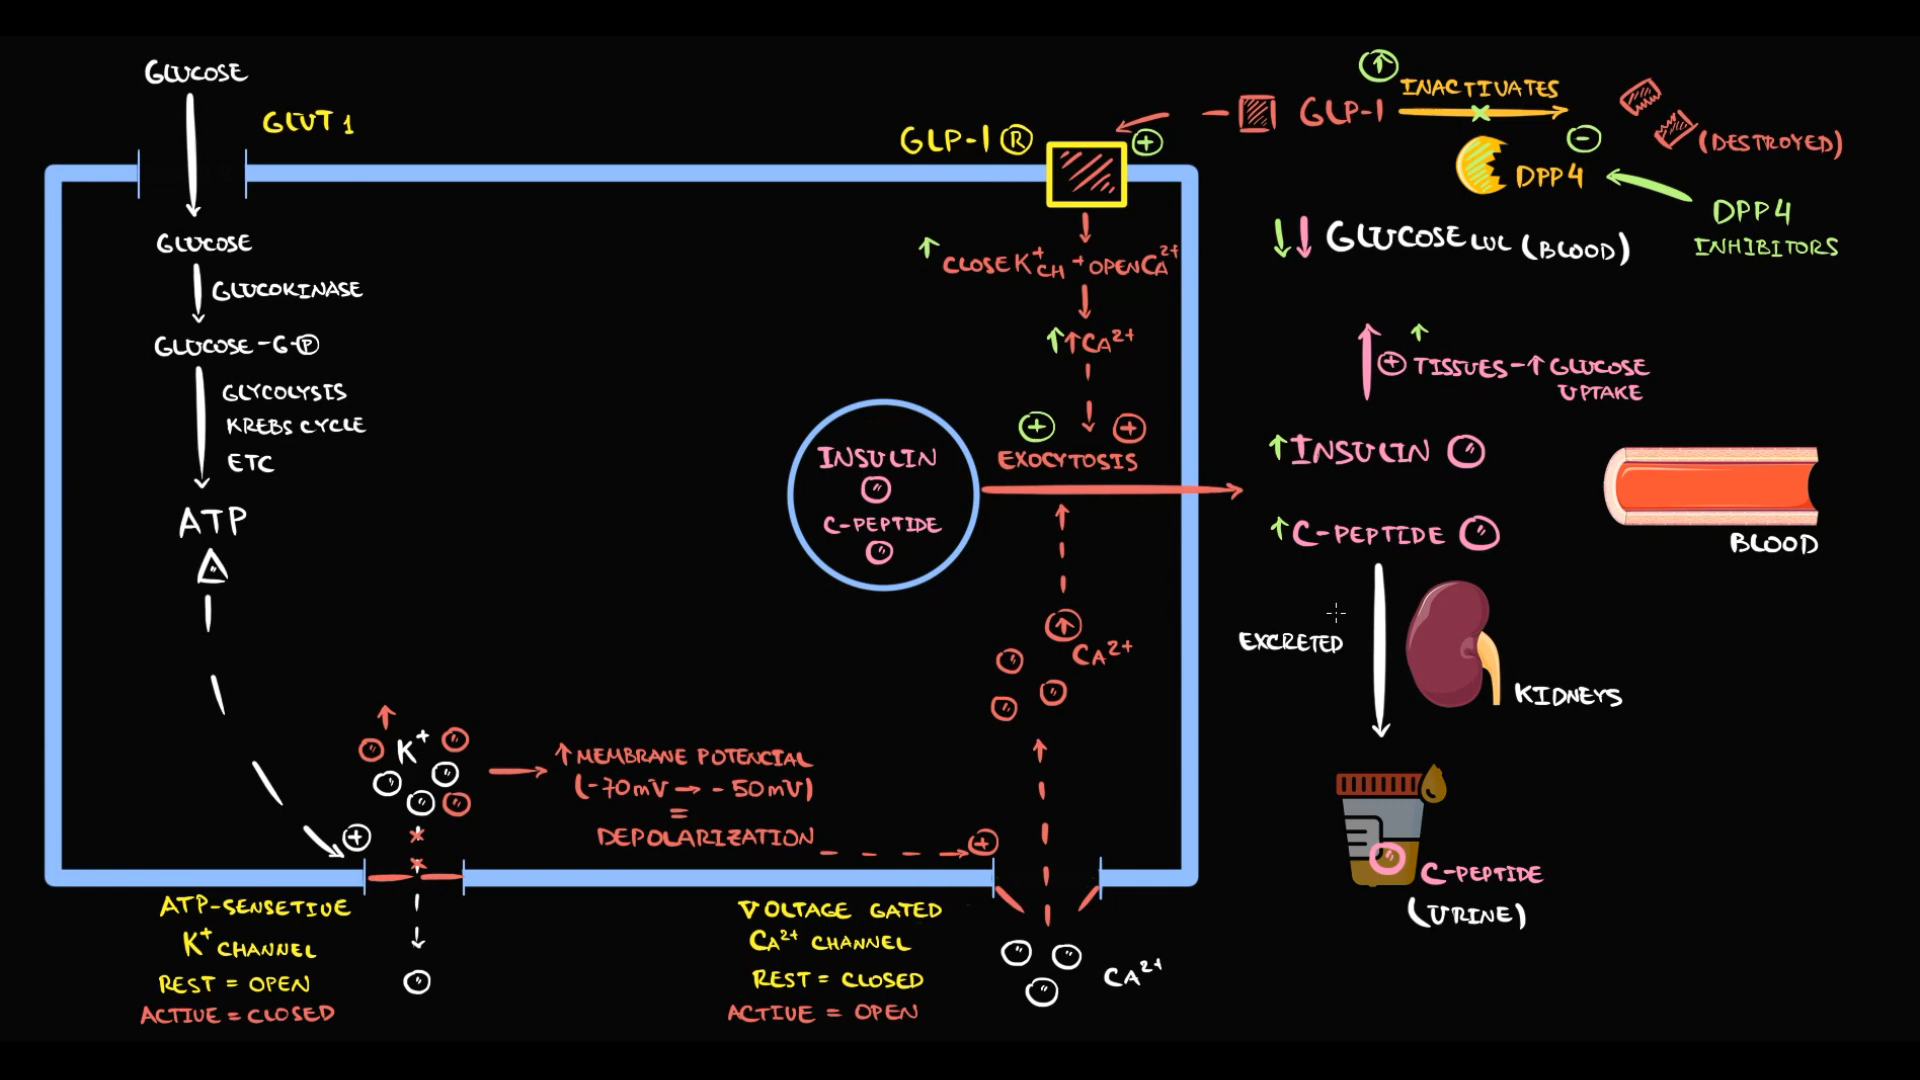 GLUCOSE
GLUT 1
GLUCOSE
GLUCOKINASE
GLUCOSE-6-P
GLYCOLYSIS
KREBS CYCLE
ETC
ATP
+
↑
K+
↑ MEMBRANE POTENCIAL
(-70mV → -50mV)
=
DEPOLARIZATION
+
ATP-SENSETIVE
K+ CHANNEL
REST = OPEN
ACTIVE = CLOSED
VOLTAGE GATED
CA2+ CHANNEL
REST = CLOSED
ACTIVE = OPEN
CA2+
↑ CA2+
INSULIN
C-PEPTIDE
GLP-1 R
+
↑ CLOSE K+ CH + OPEN CA2+
↑↑ CA2+
+ +
EXOCYTOSIS
↑
GLP-1
INACTIVATES
x
-
(DESTROYED)
DPP4
DPP4
INHIBITORS
↓↓ GLUCOSE LVL (BLOOD)
↑
+ TISSUES - ↑ GLUCOSE
UPTAKE
↑ INSULIN
↑ C-PEPTIDE
BLOOD
EXCRETED
KIDNEYS
C-PEPTIDE
(URINE)